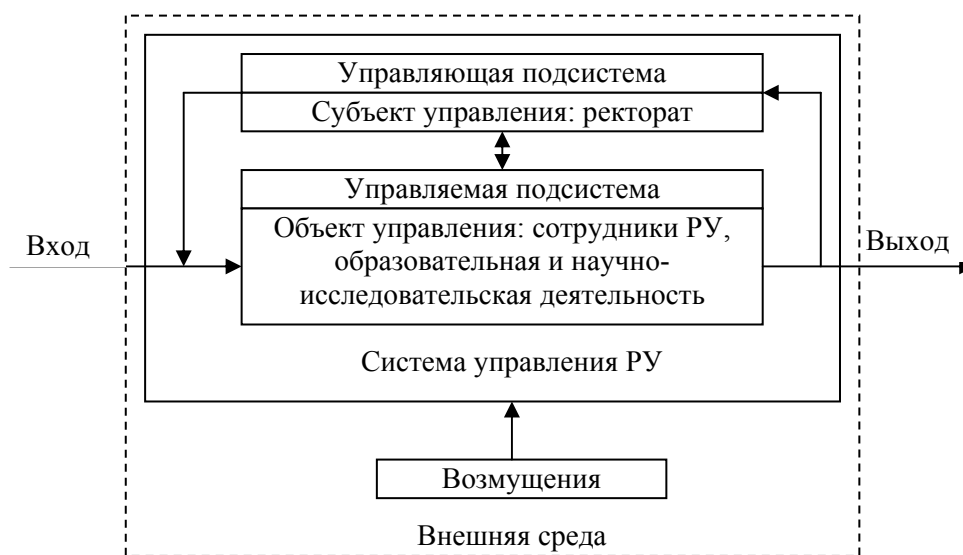 Управляющая подсистема
Субъект управления: ректорат
Управляемая подсистема
Объект управления: сотрудники РУ,
образовательная и научно-
исследовательская деятельность
Вход
Выход
Система управления РУ
Возмущения
Внешняя среда